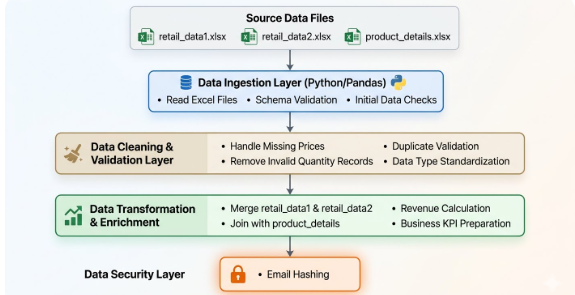 Source Data Files
retail_data1.xlsx retail_data2.xlsx product_details.xlsx
Data Ingestion Layer (Python/Pandas)
• Read Excel Files • Schema Validation • Initial Data Checks
Data Cleaning &
Validation Layer
• Handle Missing Prices • Duplicate Validation
• Remove Invalid Quantity Records • Data Type Standardization
Data Transformation
& Enrichment
• Merge retail_data1 & retail_data2 • Revenue Calculation
• Join with product_details • Business KPI Preparation
Data Security Layer
• Email Hashing